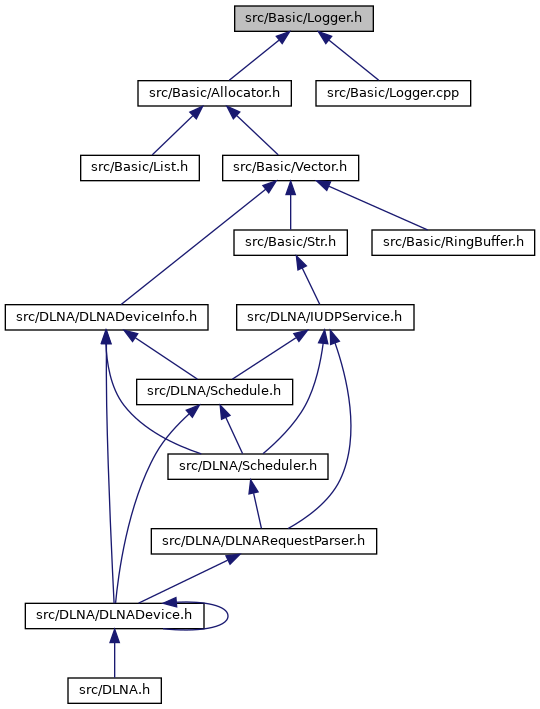 src/Basic/Logger.h
src/Basic/Allocator.h
src/Basic/Logger.cpp
src/Basic/List.h
src/Basic/Vector.h
src/Basic/Str.h
src/Basic/RingBuffer.h
src/DLNA/DLNADeviceInfo.h
src/DLNA/IUDPService.h
src/DLNA/Schedule.h
src/DLNA/Scheduler.h
src/DLNA/DLNARequestParser.h
src/DLNA/DLNADevice.h
src/DLNA.h